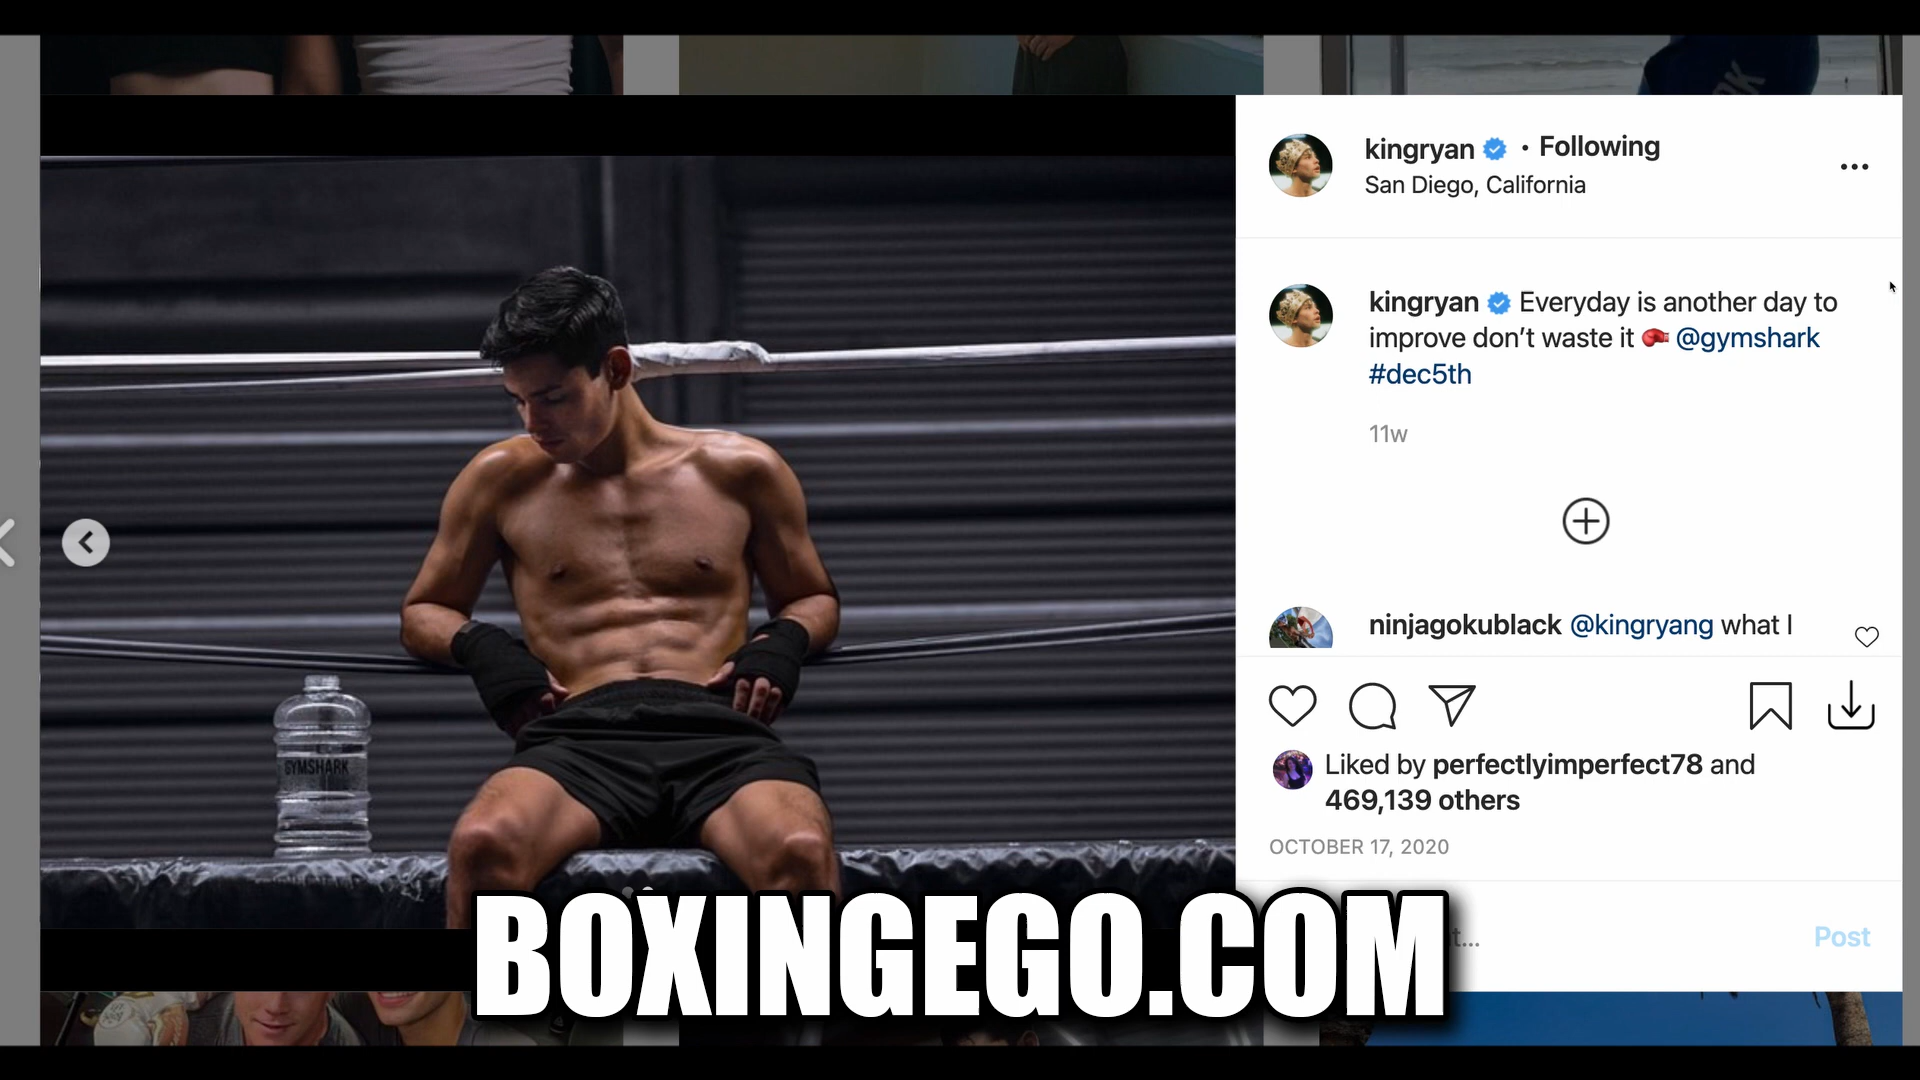 kingryan • Following
San Diego, California
kingryan Everyday is another day to
improve don’t waste it 🥊 @gymshark
#dec5th
11w
ninjagokublack @kingryang what I
Liked by perfectlyimperfect78 and
469,139 others
OCTOBER 17, 2020
t...
Post
GYMSHARK
BOXINGEGO.COM